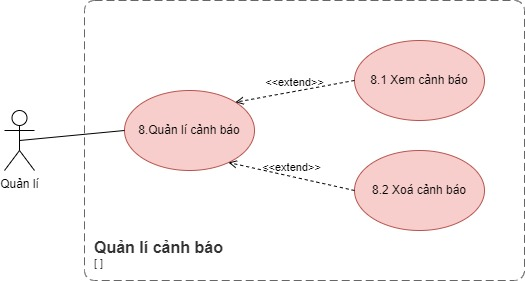 8.1 Xem cảnh báo
<<extend>>
8.Quản lí cảnh báo
<<extend>>
Quản lí
8.2 Xoá cảnh báo
Quản lí cảnh báo
[ ]